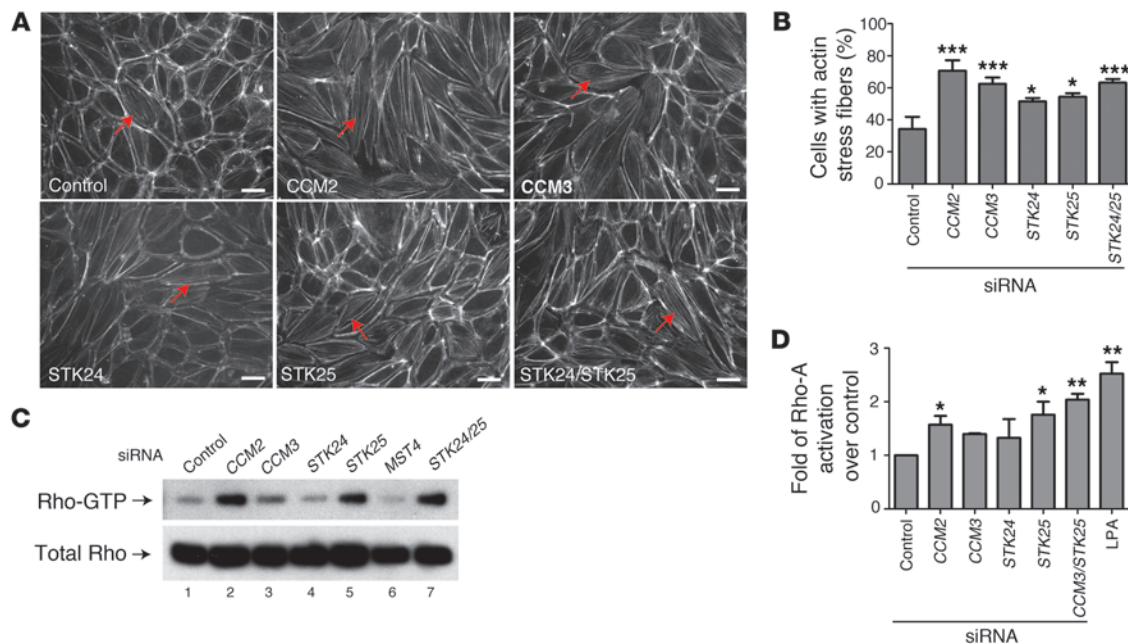 A
Control
CCM2
CCM3
STK24
STK25
STK24/STK25
B
Cells with actin
stress fibers (%)
100
80
60
40
20
0
***
***
*
*
***
Control
CCM2
CCM3
STK24
STK25
STK24/25
siRNA
C
siRNA
Control
CCM2
CCM3
STK24
STK25
MST4
STK24/25
Rho-GTP →
Total Rho →
1 2 3 4 5 6 7
D
Fold of Rho-A
activation
over control
3
2
1
0
*
*
**
**
Control
CCM2
CCM3
STK24
STK25
CCM3/STK25
LPA
siRNA